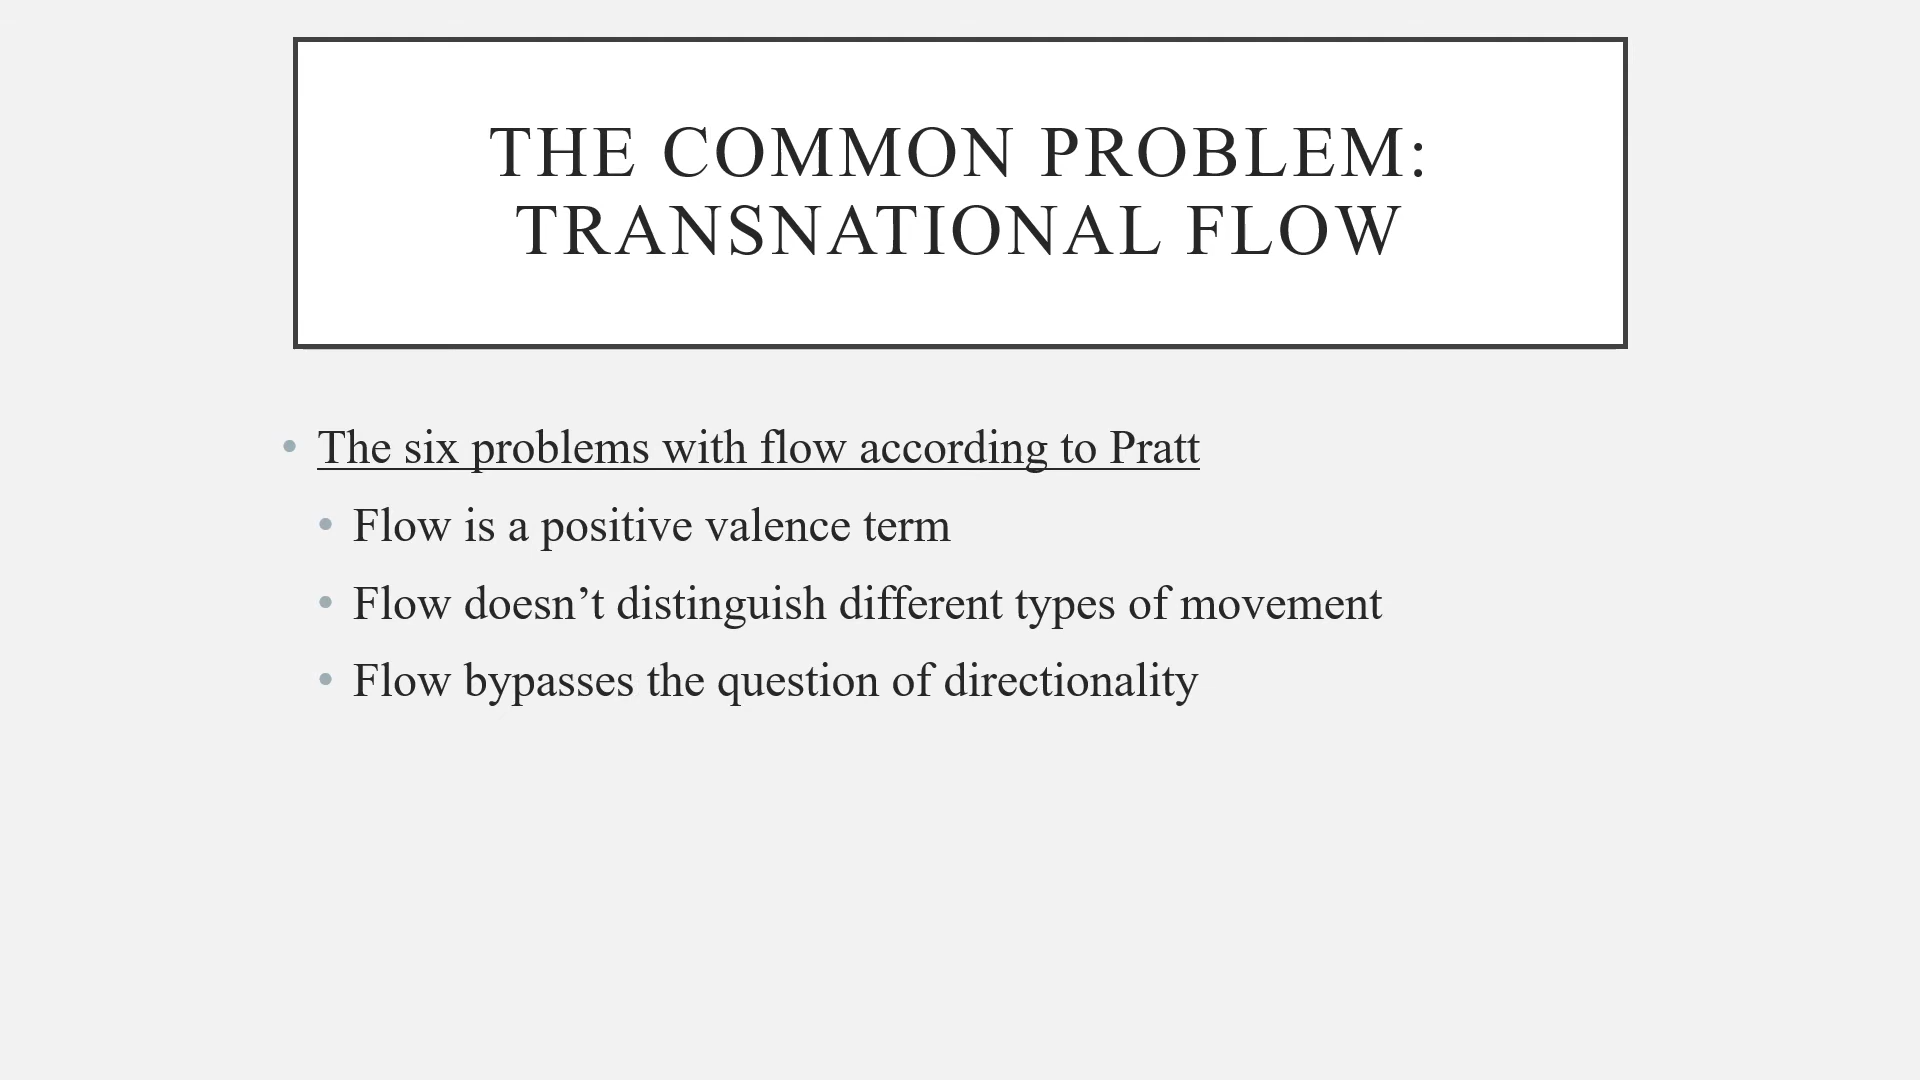 THE COMMON PROBLEM:
TRANSNATIONAL FLOW
• The six problems with flow according to Pratt
• Flow is a positive valence term
• Flow doesn’t distinguish different types of movement
• Flow bypasses the question of directionality